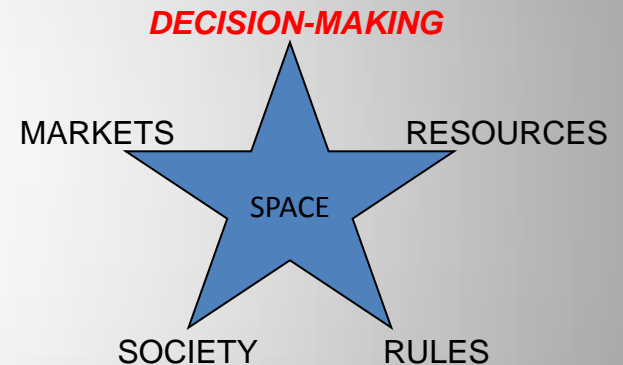 DECISION-MAKING
MARKETS
RESOURCES
SPACE
SOCIETY
RULES